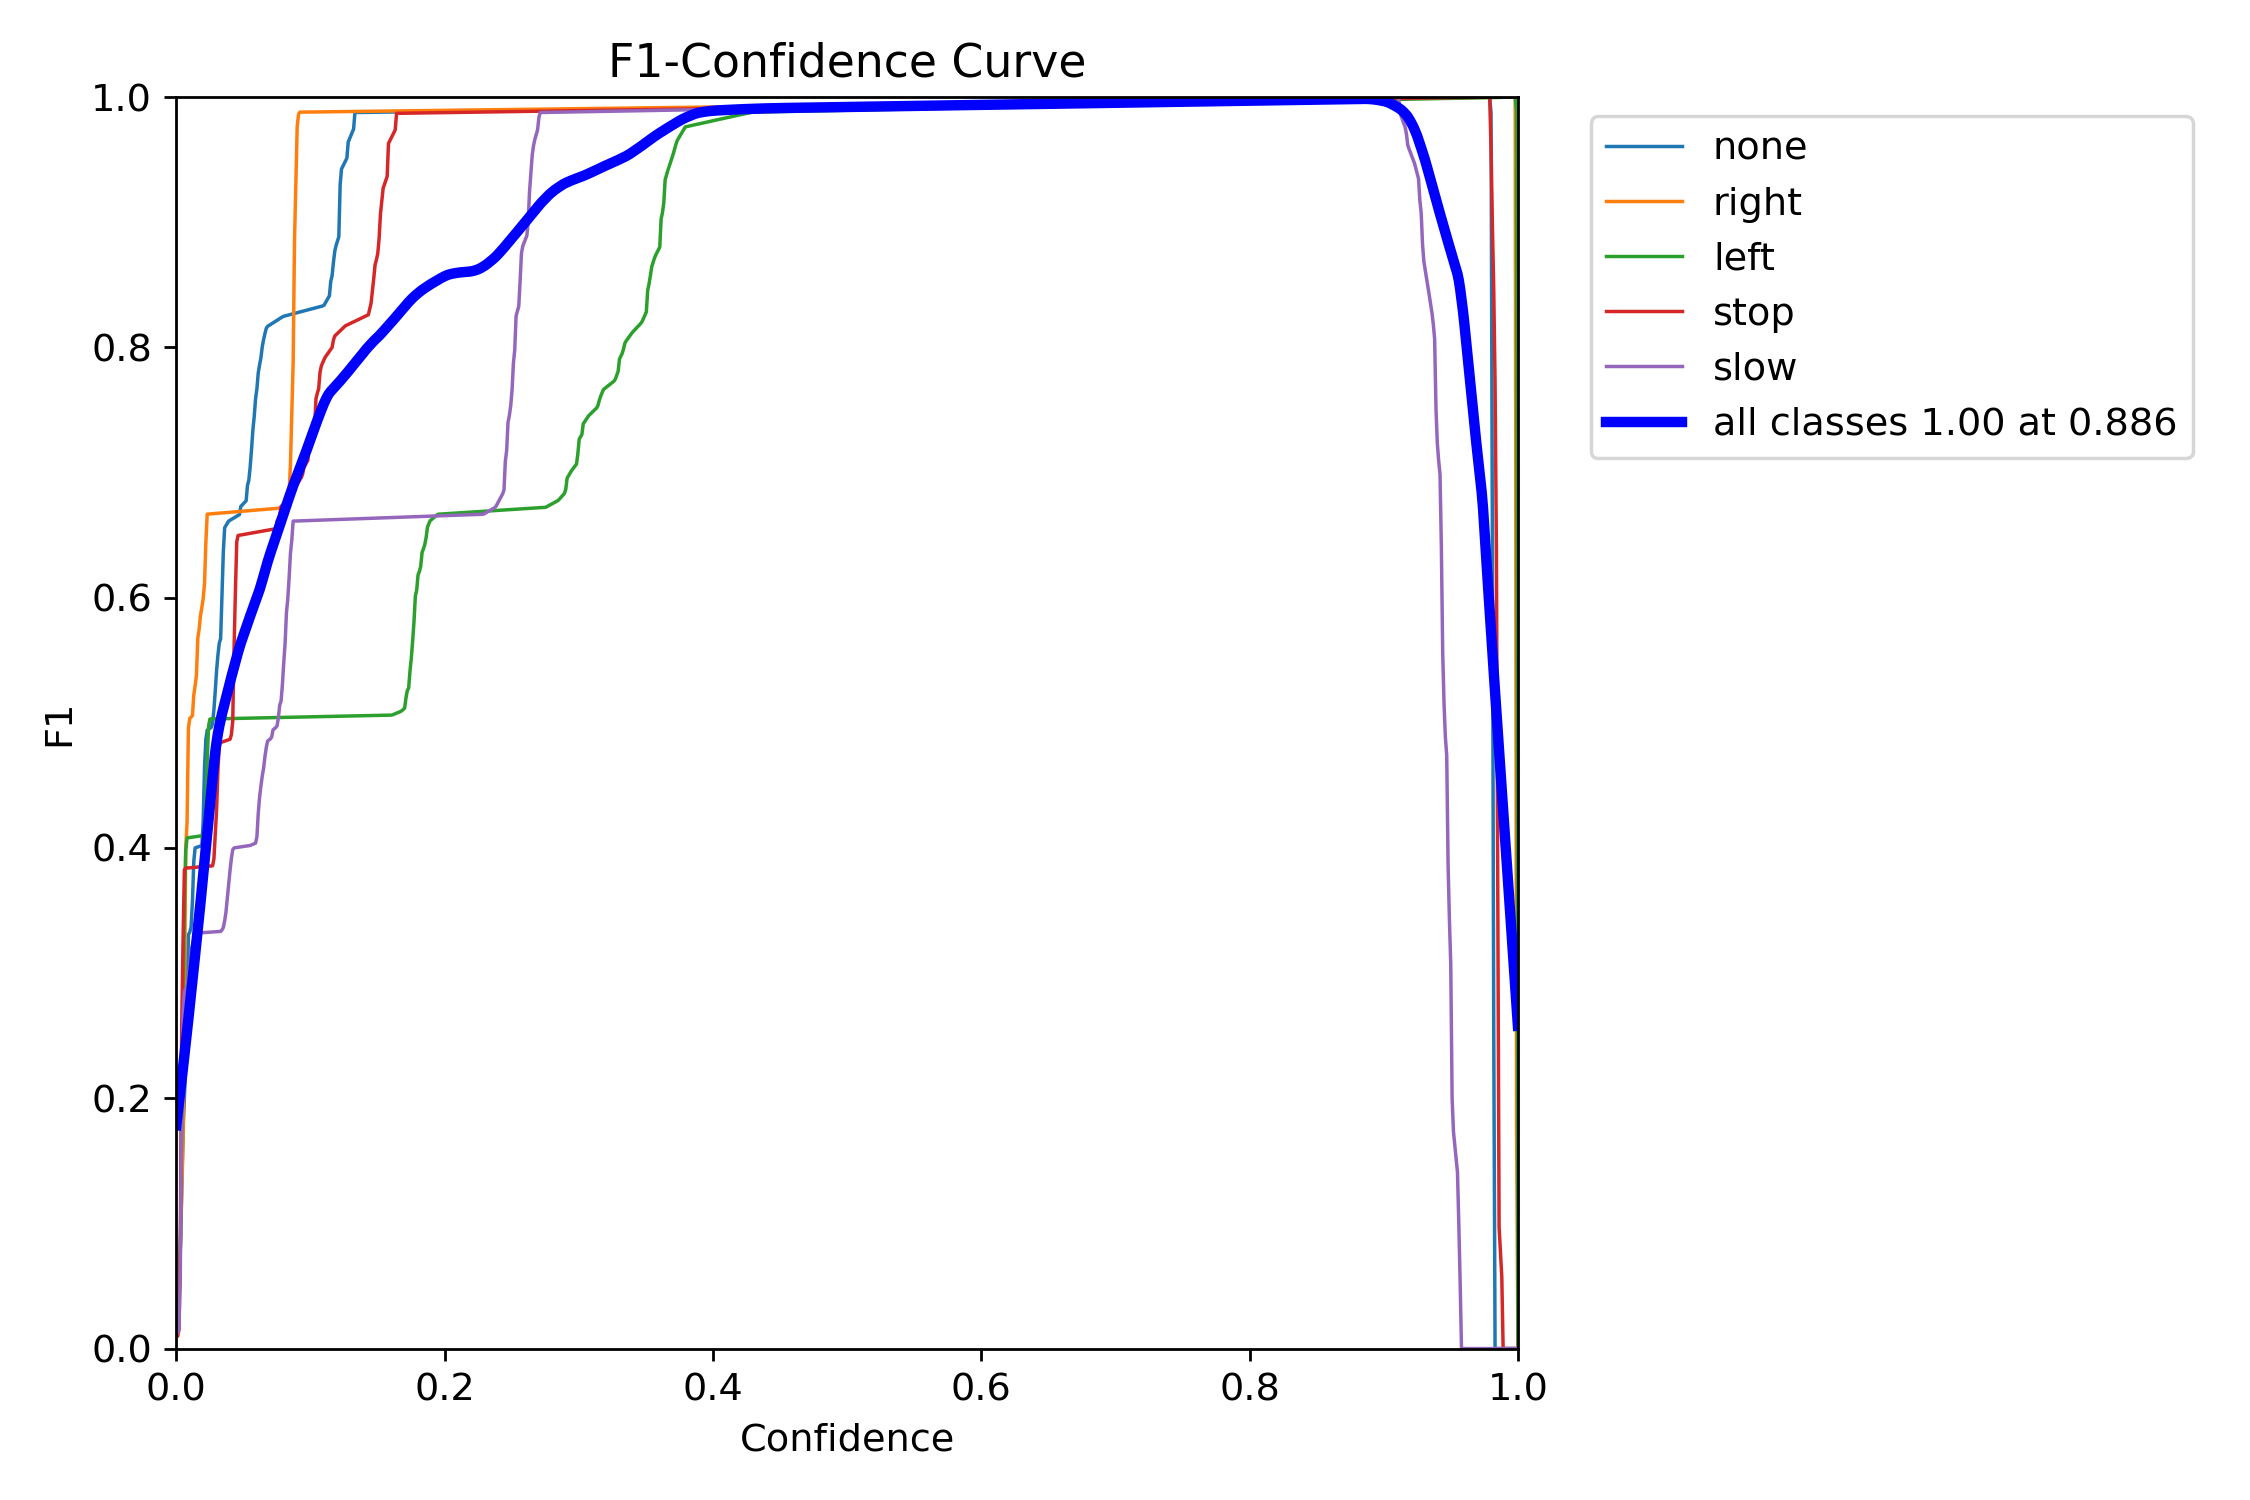 F1-Confidence Curve
1.0
0.8
0.6
0.4
0.2
0.0
F1
0.0 0.2 0.4 0.6 0.8 1.0
Confidence
none
right
left
stop
slow
all classes 1.00 at 0.886